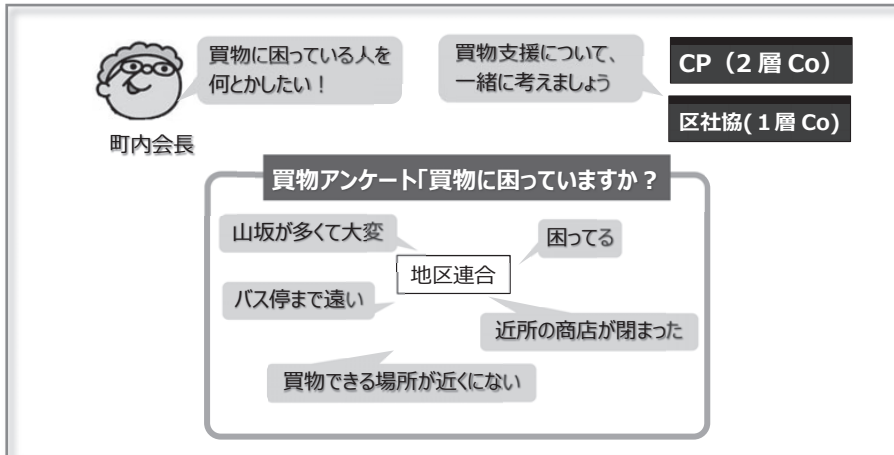 買物に困っている人を
何とかしたい！
町内会長
買物支援について、
一緒に考えましょう
CP（2 層 Co）
区社協(１層 Co)
買物アンケート「買物に困っていますか？
山坂が多くて大変
困ってる
地区連合
バス停まで遠い
近所の商店が閉まった
買物できる場所が近くにない